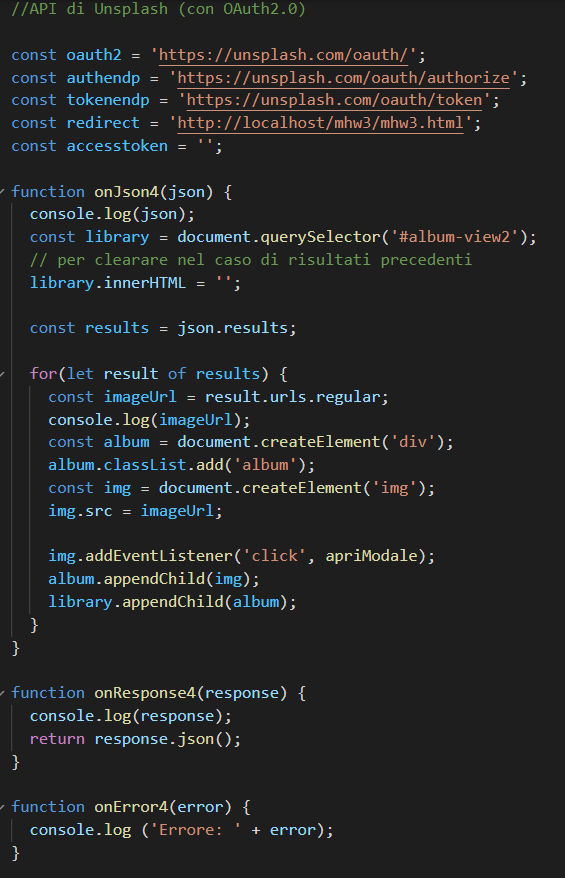 //API di Unsplash (con OAuth2.0)
const oauth2 = 'https://unsplash.com/oauth/';
const authendp = 'https://unsplash.com/oauth/authorize';
const tokenendp = 'https://unsplash.com/oauth/token';
const redirect = 'http://localhost/mhw3/mhw3.html';
const accesstoken = '';
function onJson4(json) {
console.log(json);
const library = document.querySelector('#album-view2');
// per clearare nel caso di risultati precedenti
library.innerHTML = '';
const results = json.results;
for(let result of results) {
const imageUrl = result.urls.regular;
console.log(imageUrl);
const album = document.createElement('div');
album.classList.add('album');
const img = document.createElement('img');
img.src = imageUrl;
img.addEventListener('click', apriModale);
album.appendChild(img);
library.appendChild(album);
}
}
function onResponse4(response) {
console.log(response);
return response.json();
}
function onError4(error) {
console.log ('Errore: ' + error);
}